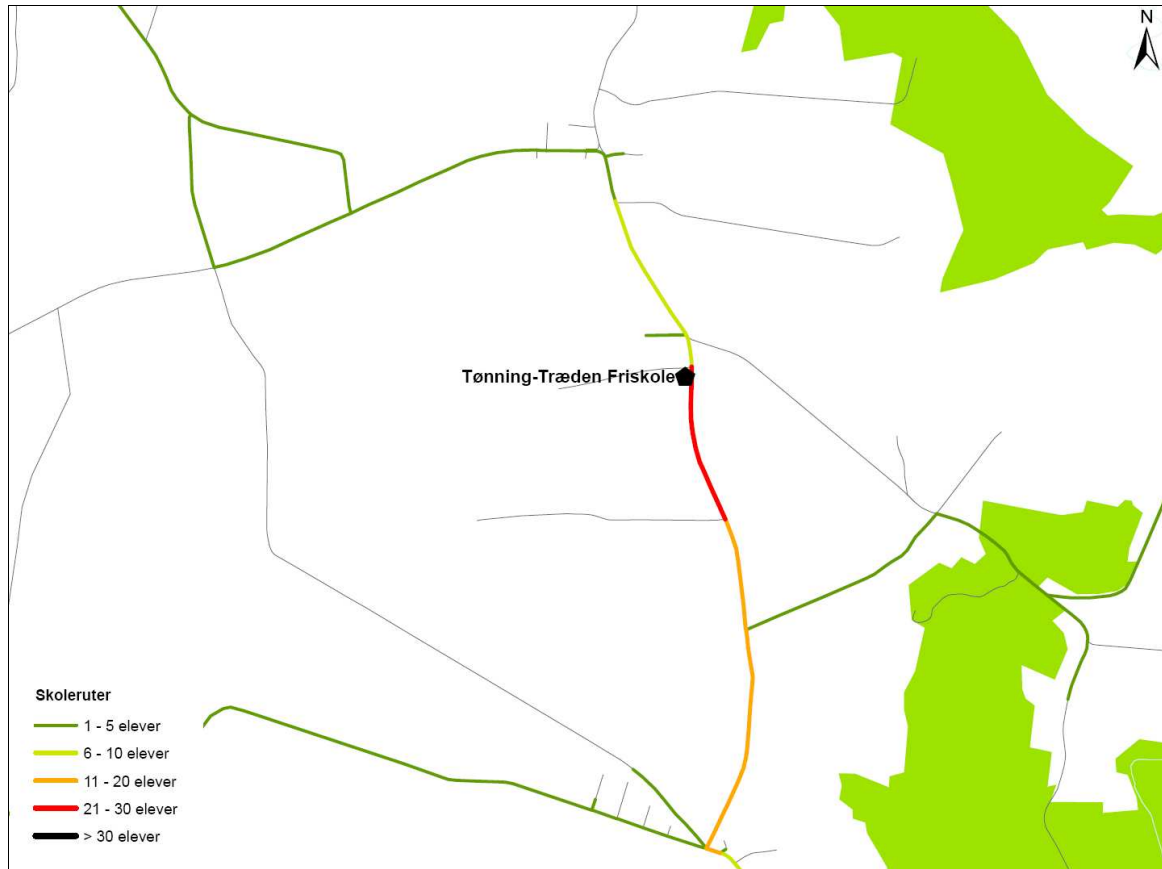 N
Tønning-Træden Friskole
Skoleruter
1 - 5 elever
6 - 10 elever
11 - 20 elever
21 - 30 elever
> 30 elever